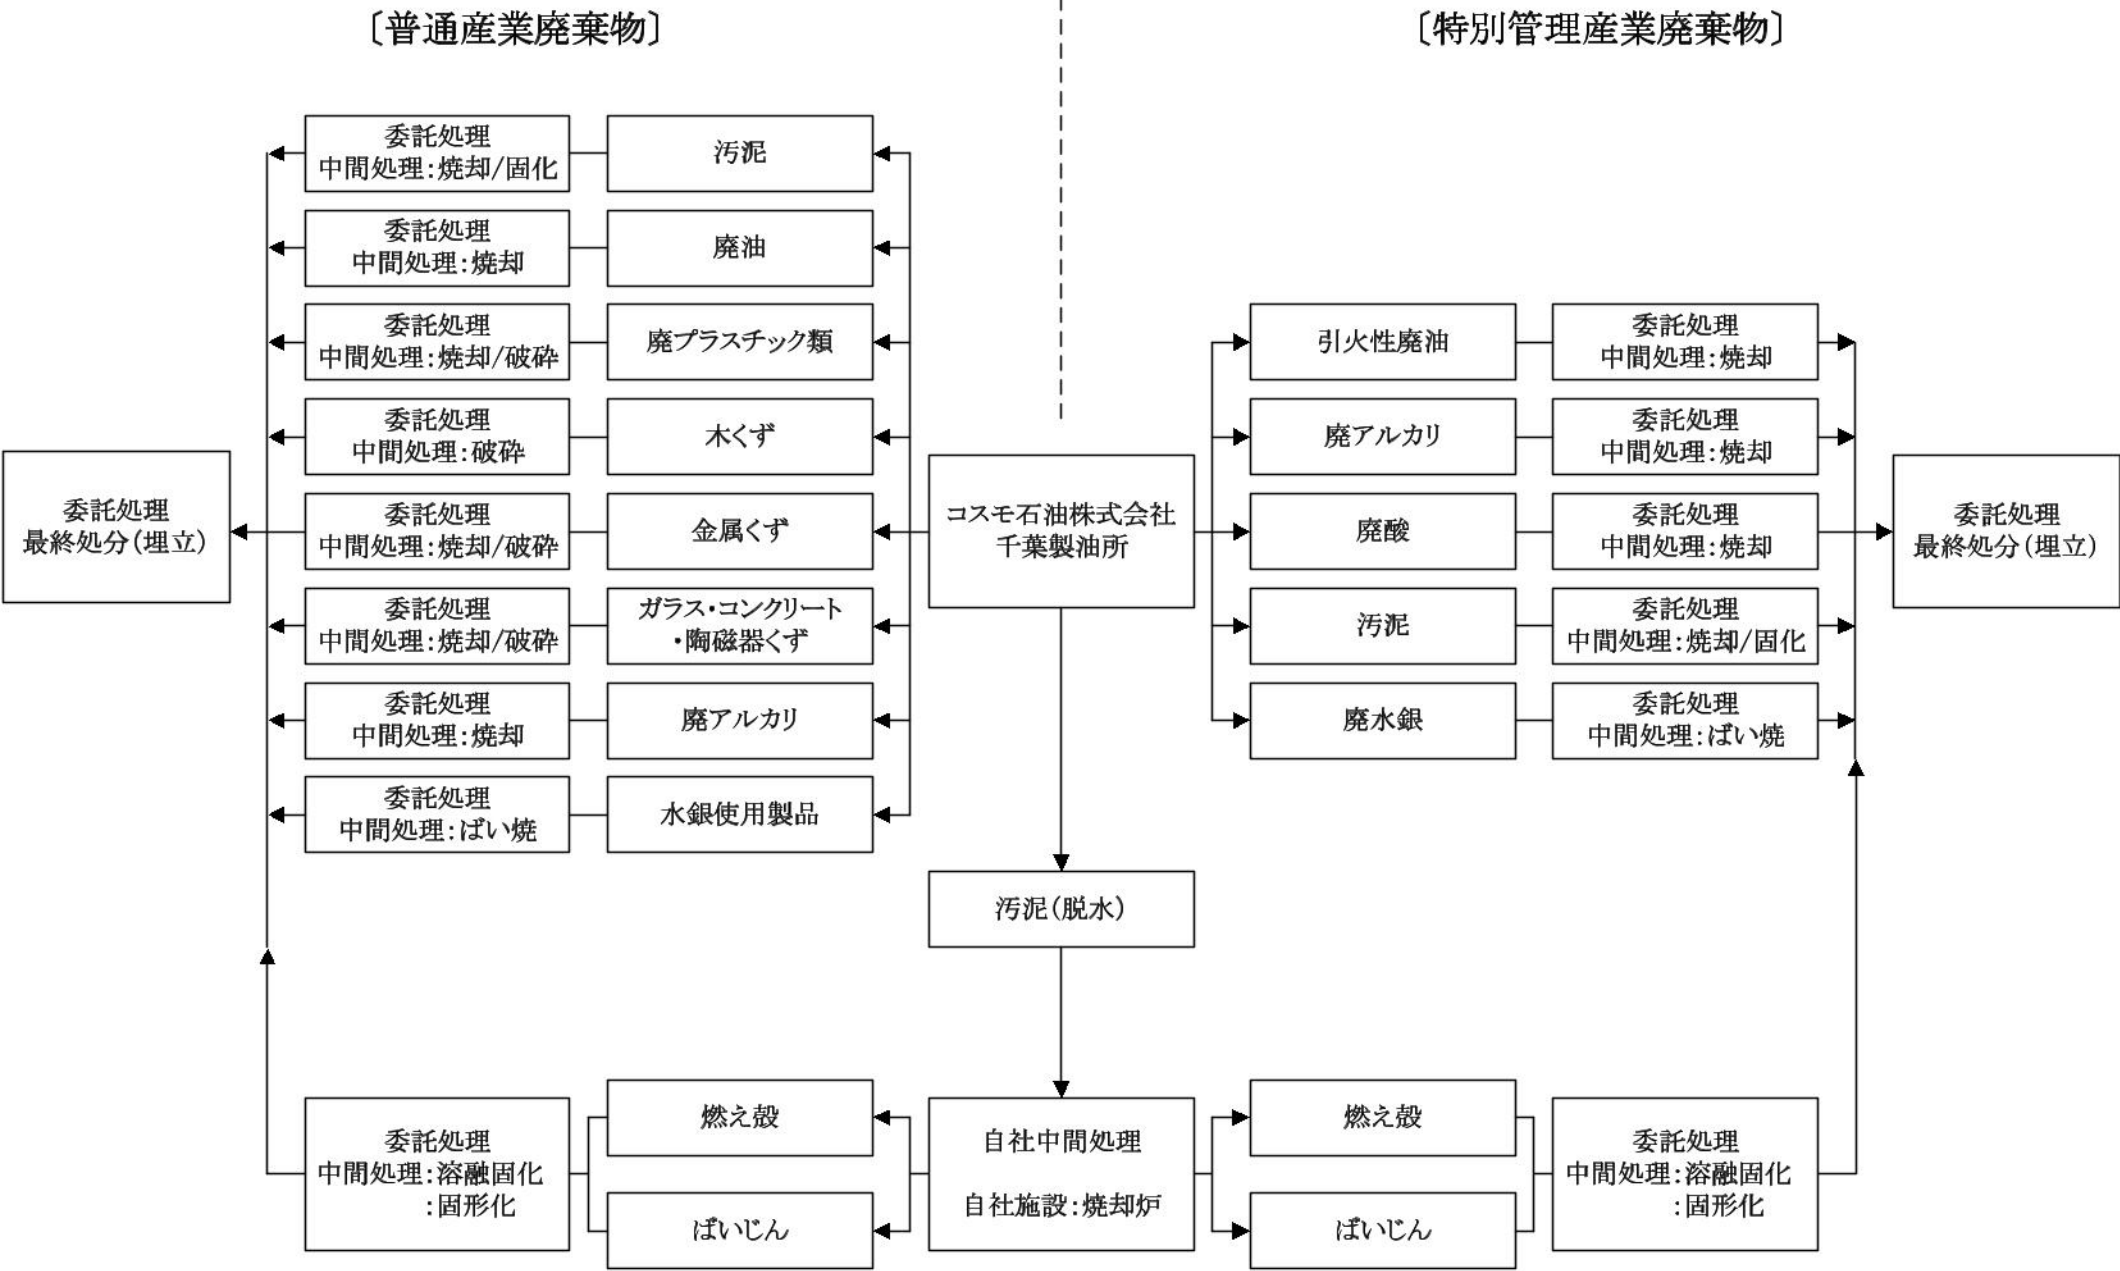 〔普通産業廃棄物〕
〔特別管理産業廃棄物〕
委託処理
中間処理：焼却/固化
汚泥
委託処理
中間処理：焼却
廃油
委託処理
中間処理：焼却/破砕
廃プラスチック類
委託処理
中間処理：破砕
木くず
委託処理
中間処理：焼却/破砕
金属くず
委託処理
中間処理：焼却/破砕
ガラス・コンクリート
・陶磁器くず
委託処理
中間処理：焼却
廃アルカリ
委託処理
中間処理：ばい焼
水銀使用製品
委託処理
最終処分（埋立）
コスモ石油株式会社
千葉製油所
引火性廃油
委託処理
中間処理：焼却
廃アルカリ
委託処理
中間処理：焼却
廃酸
委託処理
中間処理：焼却
汚泥
委託処理
中間処理：焼却/固化
廃水銀
委託処理
中間処理：ばい焼
委託処理
最終処分（埋立）
汚泥（脱水）
委託処理
中間処理：溶融固化
：固形化
燃え殻
ばいじん
自社中間処理
自社施設：焼却炉
燃え殻
ばいじん
委託処理
中間処理：溶融固化
：固形化